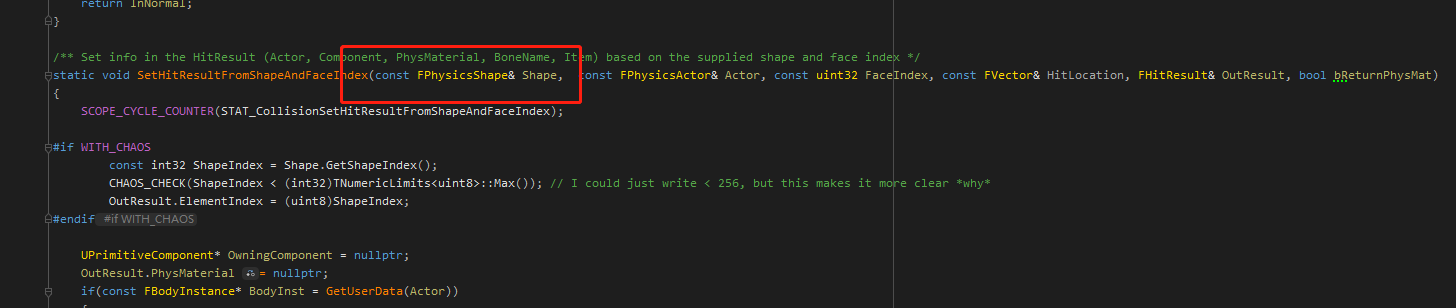 return InNormal;
}
/** Set info in the HitResult (Actor, Component, PhysMaterial, BoneName, Item) based on the supplied shape and face index */
static void SetHitResultFromShapeAndFaceIndex(const FPhysicsShape& Shape, const FPhysicsActor& Actor, const uint32 FaceIndex, const FVector& HitLocation, FHitResult& OutResult, bool bReturnPhysMat)
{
SCOPE_CYCLE_COUNTER(STAT_CollisionSetHitResultFromShapeAndFaceIndex);
#if WITH_CHAOS
const int32 ShapeIndex = Shape.GetShapeIndex();
CHAOS_CHECK(ShapeIndex < (int32)TNumericLimits<uint8>::Max()); // I could just write < 256, but this makes it more clear *why*
OutResult.ElementIndex = (uint8)ShapeIndex;
#endif #if WITH_CHAOS
UPrimitiveComponent* OwningComponent = nullptr;
OutResult.PhysMaterial = nullptr;
if(const FBodyInstance* BodyInst = GetUserData(Actor))